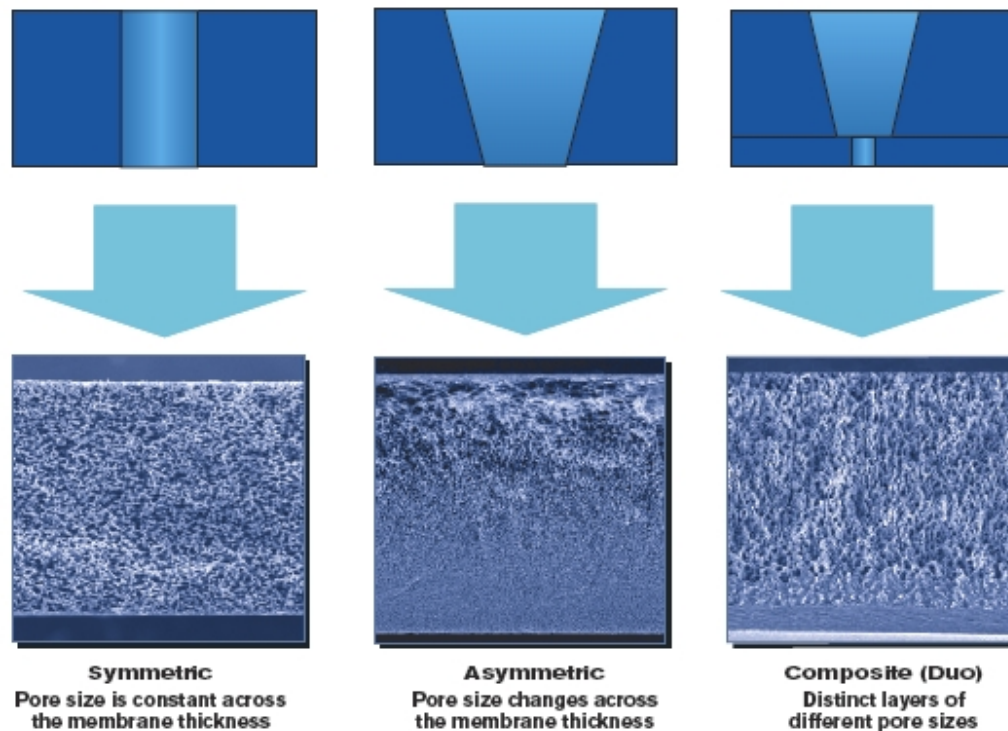 Symmetric
Pore size is constant across
the membrane thickness
Asymmetric
Pore size changes across
the membrane thickness
Composite (Duo)
Distinct layers of
different pore sizes